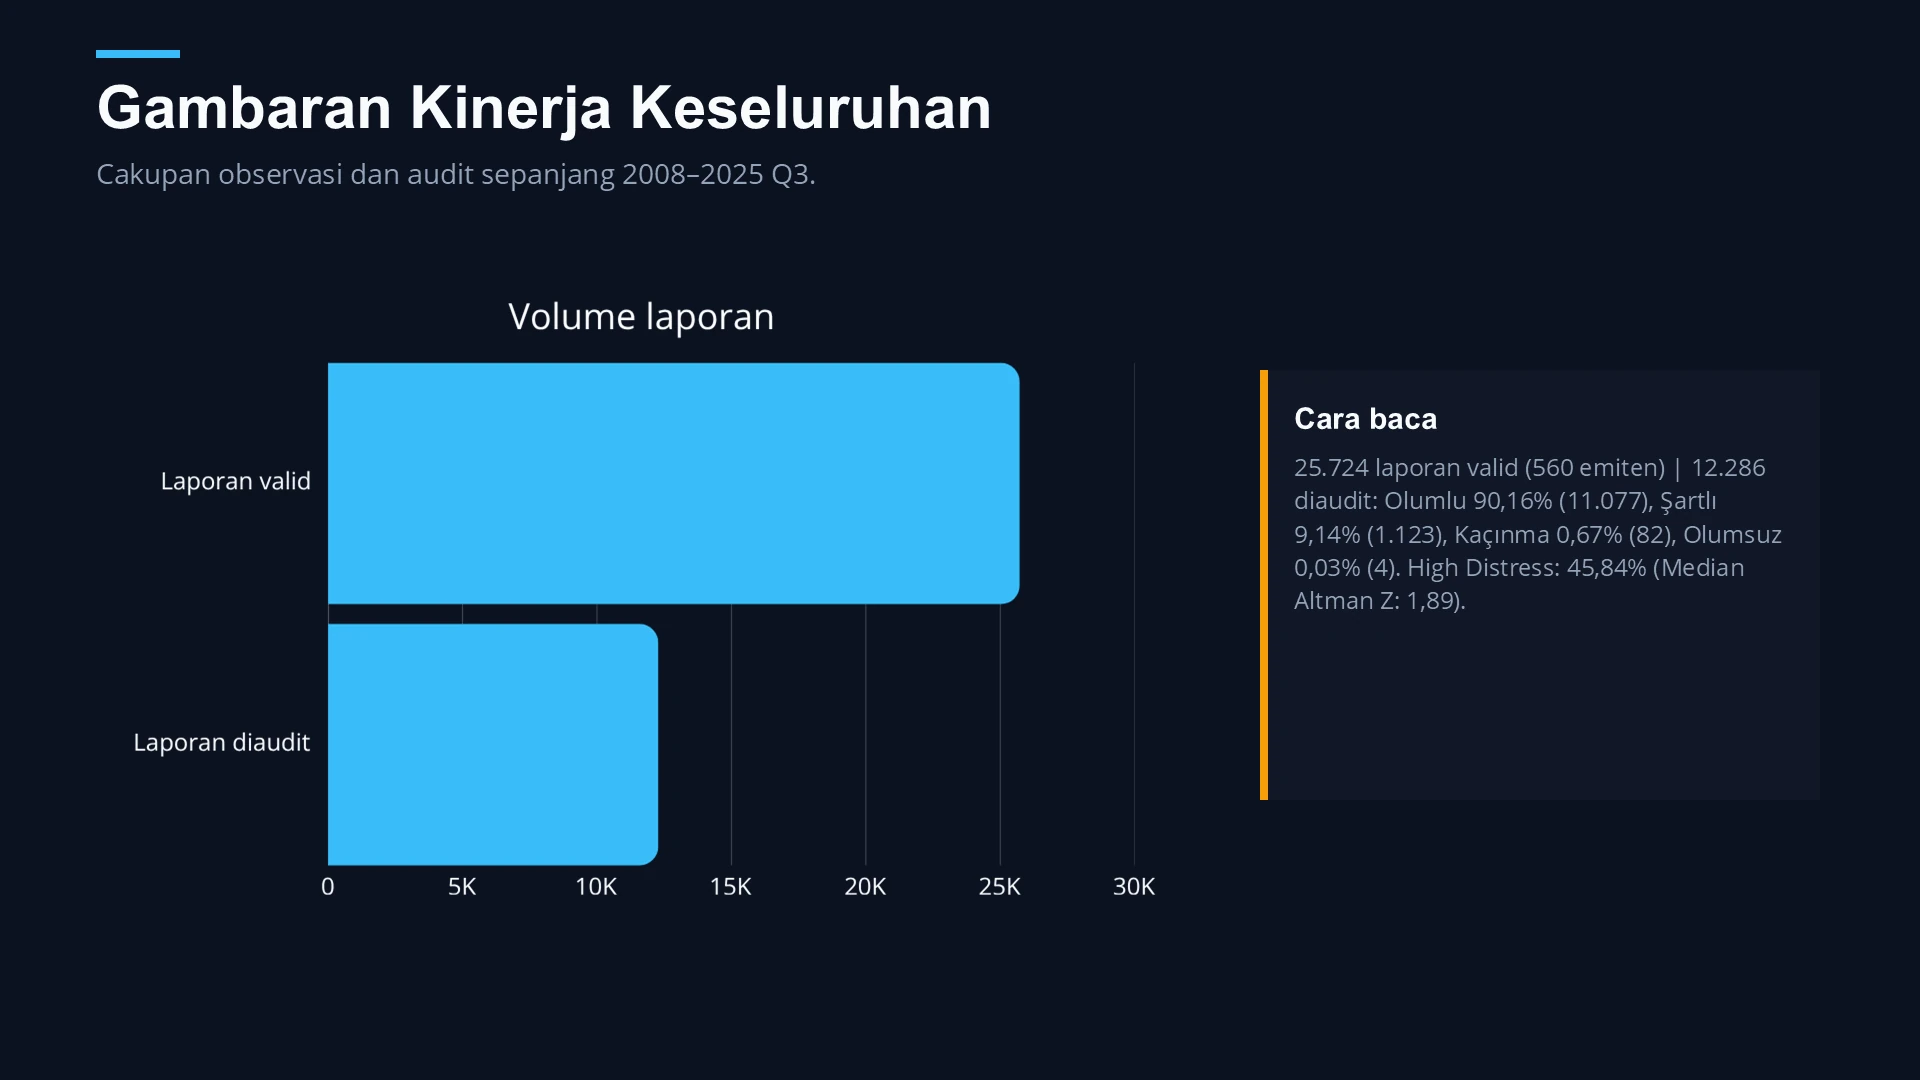 Gambaran Kinerja Keseluruhan
Cakupan observasi dan audit sepanjang 2008–2025 Q3.
Volume laporan
Laporan valid
Laporan diaudit
0
5K
10K
15K
20K
25K
30K
Cara baca
25.724 laporan valid (560 emiten) | 12.286
diaudit: Olumlu 90,16% (11.077), Şartlı
9,14% (1.123), Kaçınma 0,67% (82), Olumsuz
0,03% (4). High Distress: 45,84% (Median
Altman Z: 1,89).